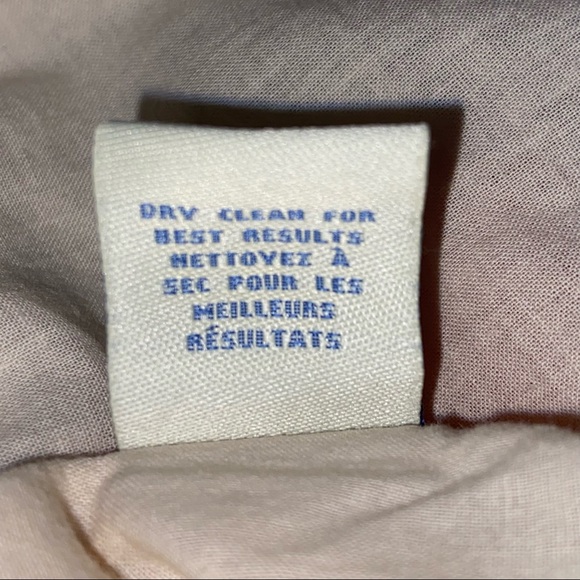 DRY CLEAN FOR
BEST RESULTS
NETTOYEZ À
SEC POUR LES
MEILLEURS
RÉSULTATS